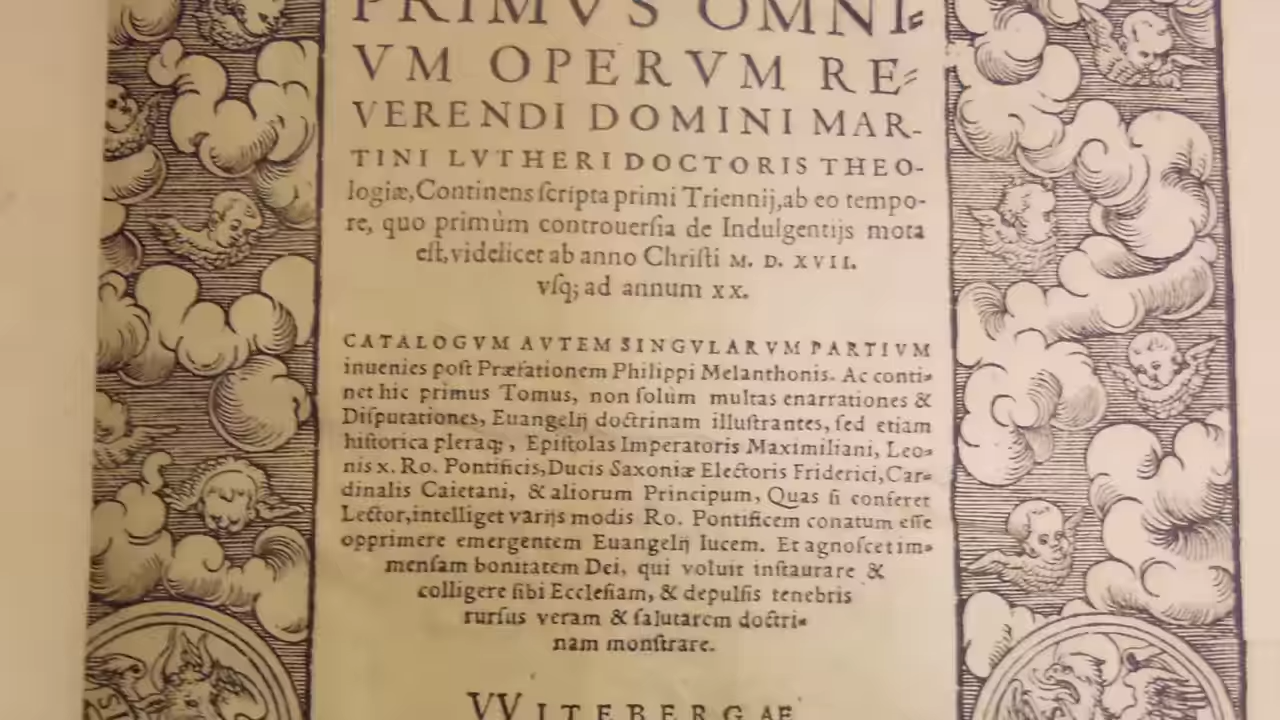 PRIMVS OMNI⸗
VM OPERVM RE⸗
VERENDI DOMINI MAR-
TINI LVTHERI DOCTORIS THEO-
logiæ, Continens ſcripta primi Triennij, ab eo tempo-
re, quo primùm controuerſia de Indulgentijs mota
eſt, videlicet ab anno Chriſti M. D. XVII.
vſq; ad annum XX.
CATALOGVM AVTEM SINGVLARVM PARTIVM
inuenies poſt Præfationem Philippi Melanthonis. Ac conti⸗
net hic primus Tomus, non ſolùm multas enarrationes &
Diſputationes, Euangelij doctrinam illuſtrantes, ſed etiam
hiſtorica pleraq;, Epiſtolas Imperatoris Maximiliani, Leo⸗
nis x. Ro. Pontificis, Ducis Saxoniæ Electoris Friderici, Car⸗
dinalis Caietani, & aliorum Principum, Quas ſi conferet
Lector, intelliget varijs modis Ro. Pontificem conatum eſſe
opprimere emergentem Euangelij lucem. Et agnoſcet im⸗
menſam bonitatem Dei, qui voluit inſtaurare &
colligere ſibi Eccleſiam, & depulſis tenebris
rurſus veram & ſalutarem doctri⸗
nam monſtrare.
VVITEBERGAE